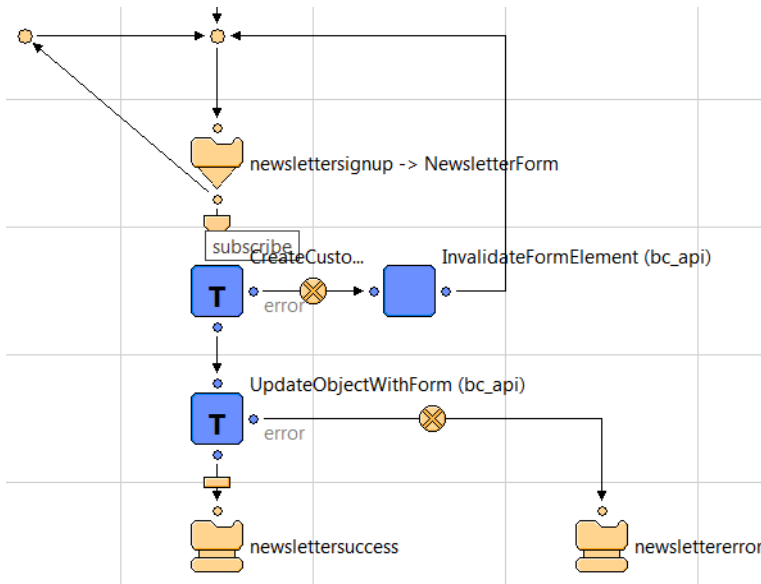 newslettersignup -> NewsletterForm
subscribe
CreateCusto...
InvalidateFormElement (bc_api)
T
error
UpdateObjectWithForm (bc_api)
T
error
newslettersuccess
newslettererror